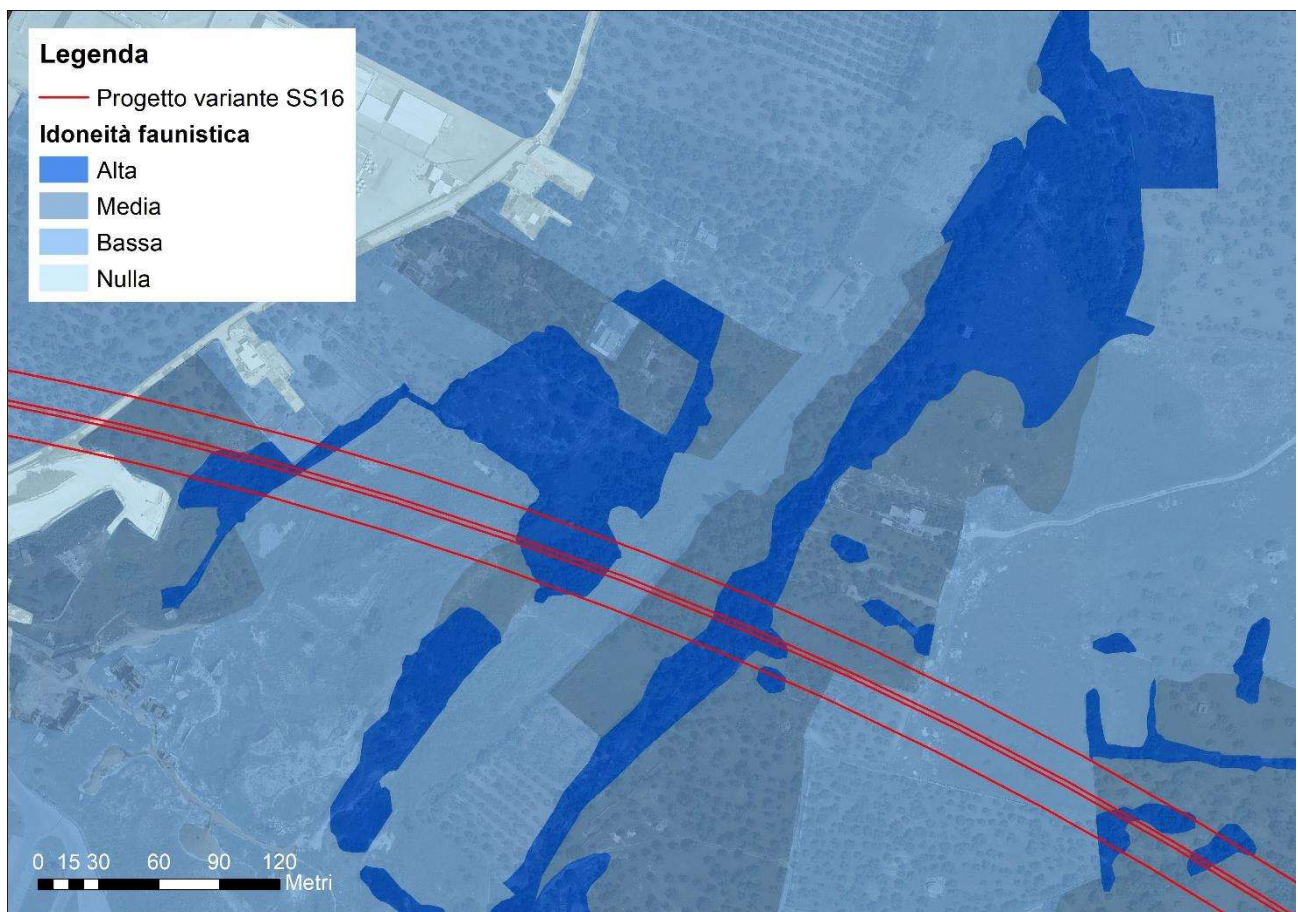 Legenda
Progetto variante SS16
Idoneità faunistica
Alta
Media
Bassa
Nulla
0 15 30 60 90 120
Metri